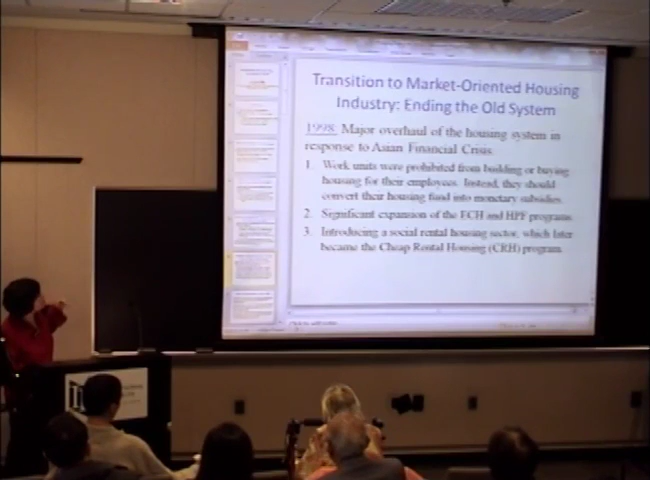 Transition to Market-Oriented Housing
Industry: Ending the Old System
1998: Major overhaul of the housing system in
response to Asian Financial Crisis.
1. Work units were prohibited from building or buying
housing for their employees. Instead, they should
convert their housing fund into monetary subsidies.
2. Significant expansion of the ECH and HPF programs.
3. Introducing a social rental housing sector, which later
became the Cheap Rental Housing (CRH) program.